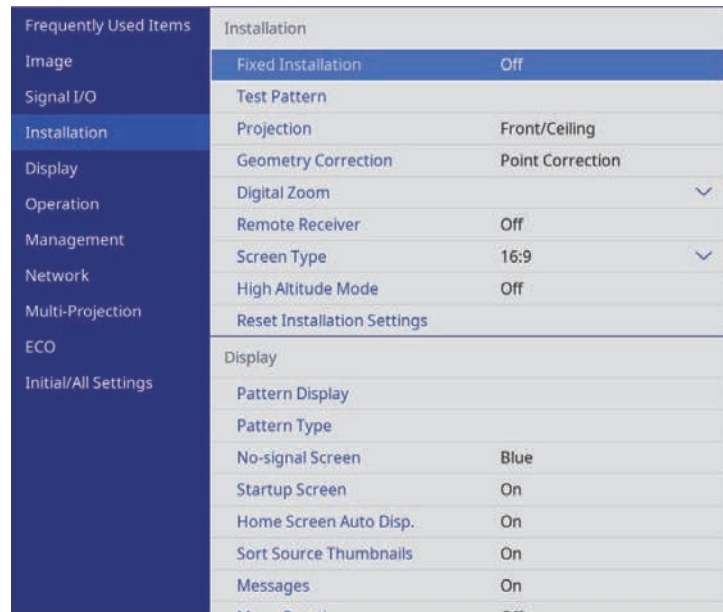 Frequently Used Items
Image
Signal I/O
Installation
Display
Operation
Management
Network
Multi-Projection
ECO
Initial/All Settings
Installation
Fixed Installation Off
Test Pattern
Projection Front/Ceiling
Geometry Correction Point Correction
Digital Zoom
Remote Receiver Off
Screen Type 16:9
High Altitude Mode Off
Reset Installation Settings
Display
Pattern Display
Pattern Type
No-signal Screen Blue
Startup Screen On
Home Screen Auto Disp. On
Sort Source Thumbnails On
Messages On